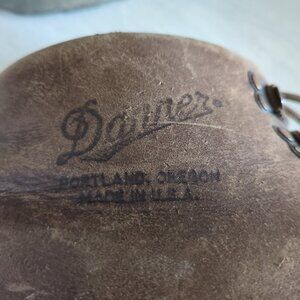 Danner.
PORTLAND, OREGON
MADE IN U.S.A.